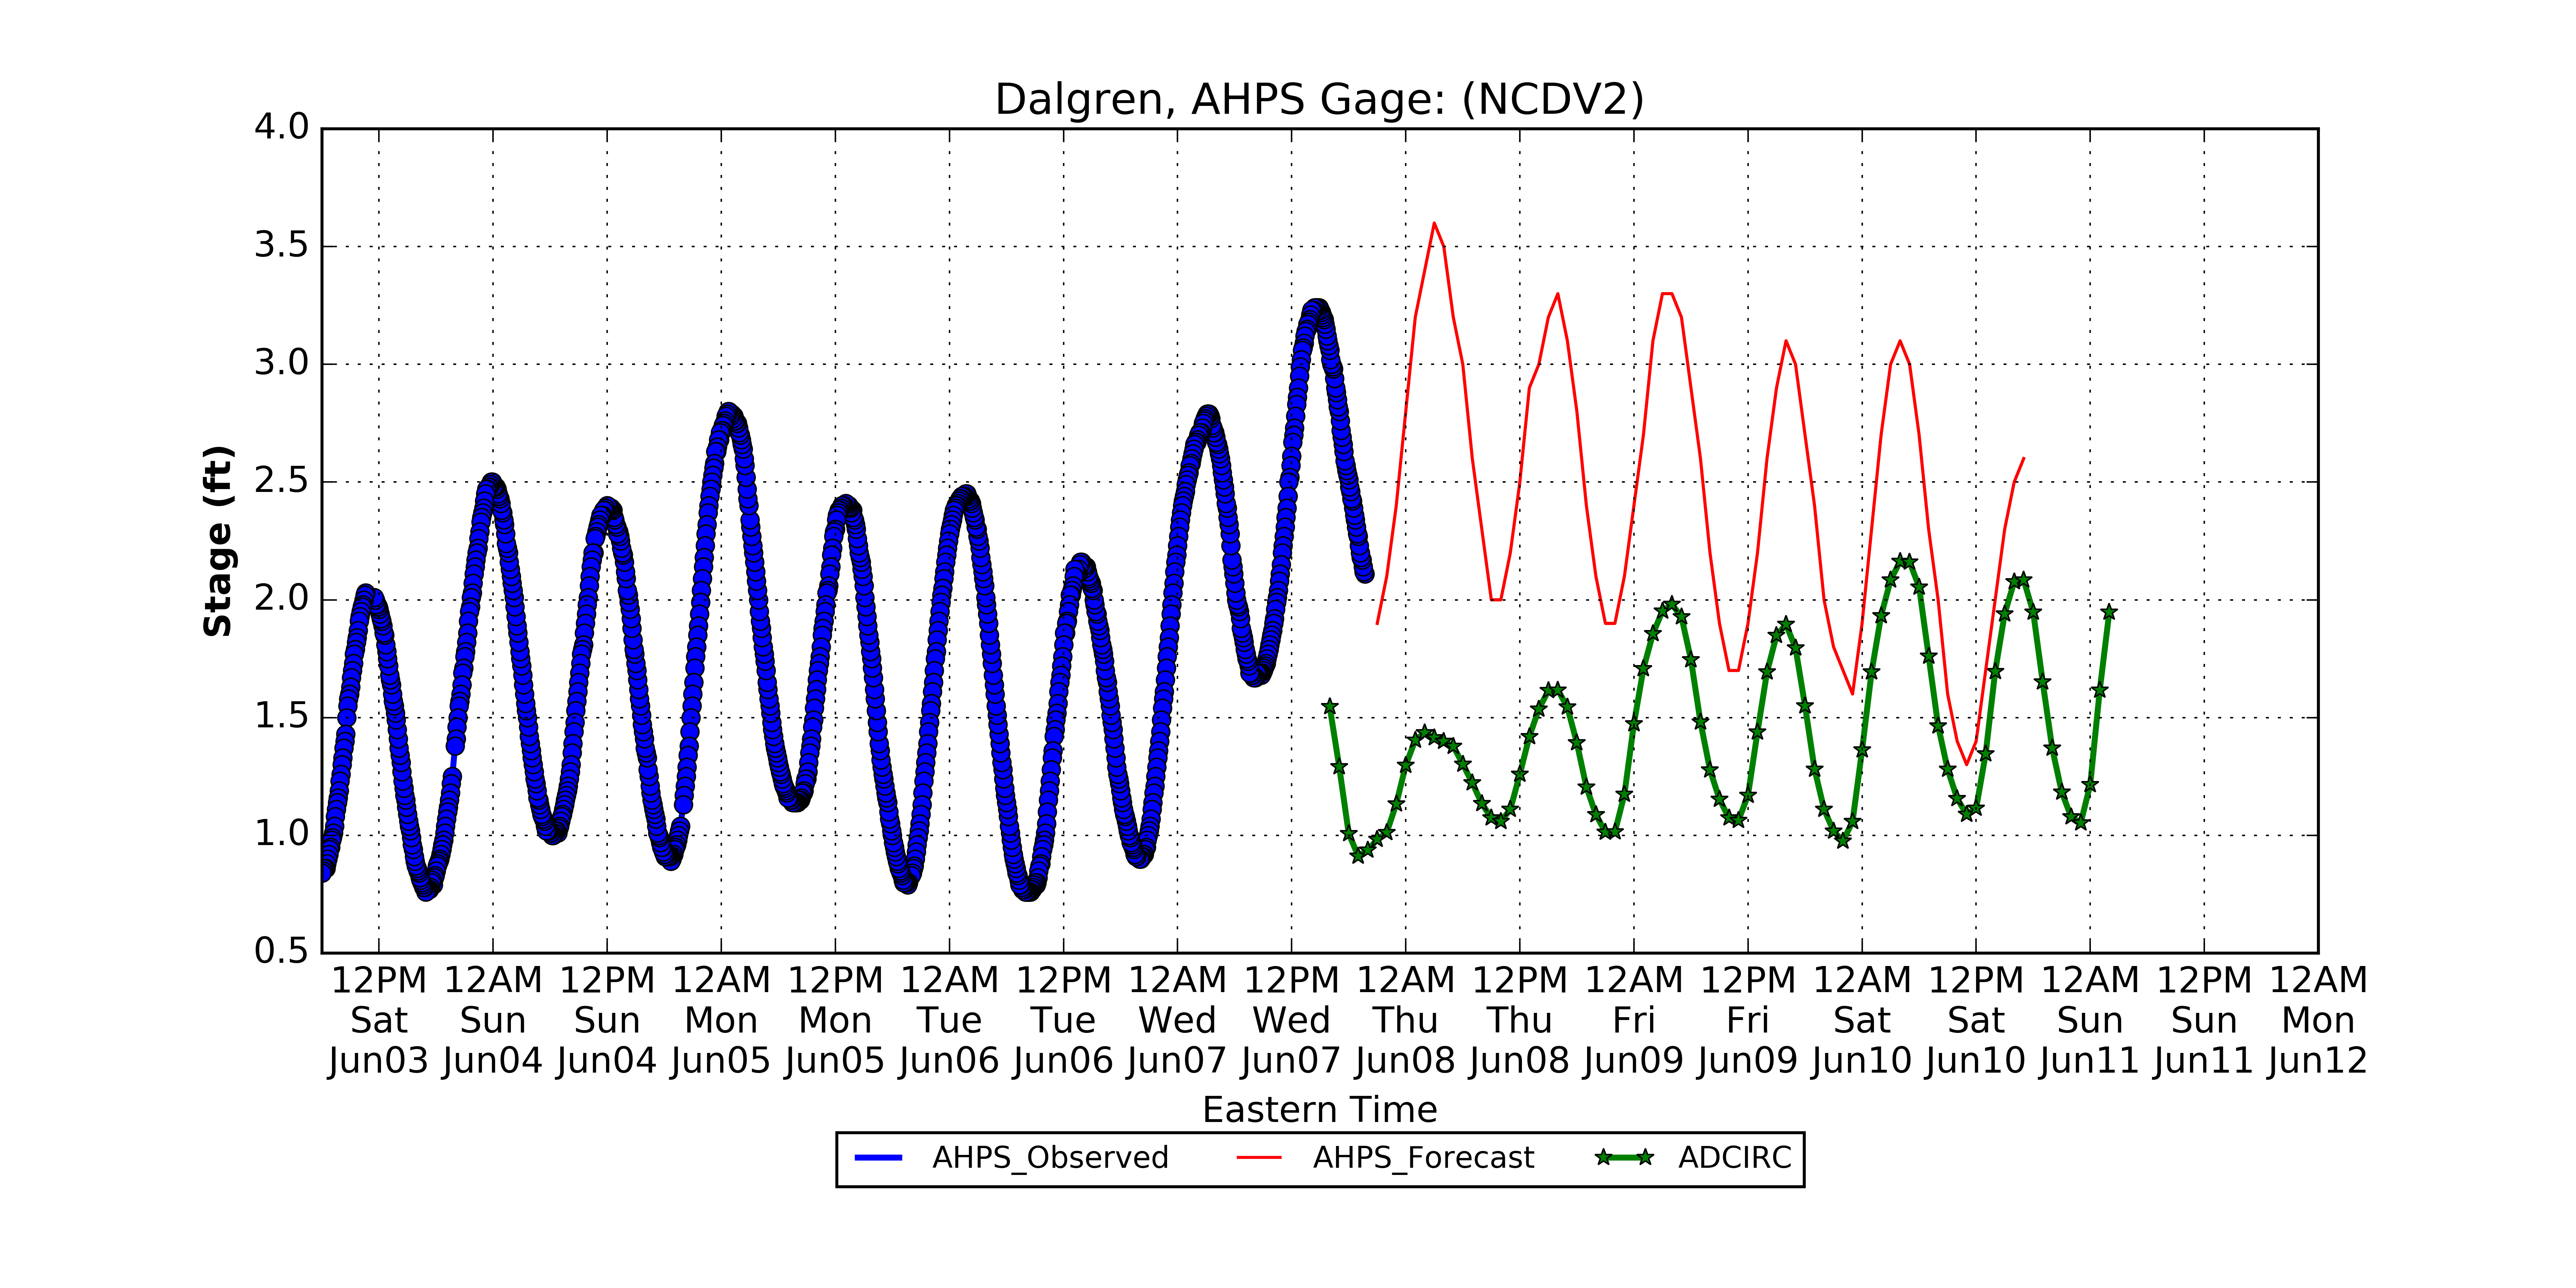 Dalgren, AHPS Gage: (NCDV2)
4.0
3.5
3.0
2.5
2.0
1.5
1.0
0.5
Stage (ft)
12PM 12AM 12PM 12AM 12PM 12AM 12PM 12AM 12PM 12AM 12PM 12AM 12PM 12AM 12PM 12AM 12PM 12AM
Sat Sun Sun Mon Mon Tue Tue Wed Wed Thu Thu Fri Fri Sat Sat Sun Sun Mon
Jun03 Jun04 Jun04 Jun05 Jun05 Jun06 Jun06 Jun07 Jun07 Jun08 Jun08 Jun09 Jun09 Jun10 Jun10 Jun11 Jun11 Jun12
Eastern Time
AHPS_Observed AHPS_Forecast ADCIRC